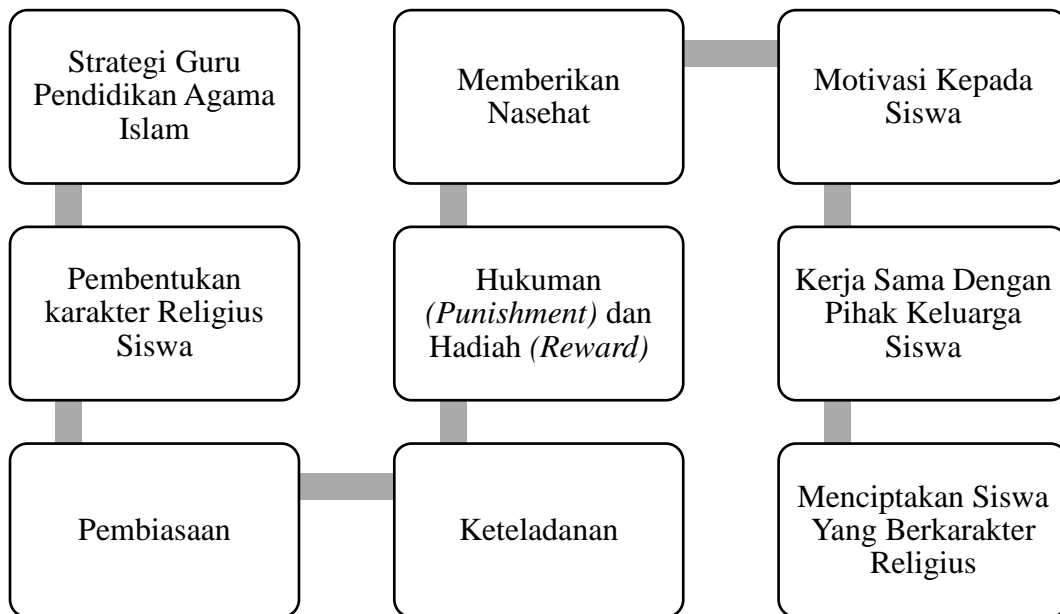 Strategi Guru
Pendidikan Agama
Islam
Pembentukan
karakter Religius
Siswa
Pembiasaan
Keteladanan
Hukuman
(Punishment) dan
Hadiah (Reward)
Memberikan
Nasehat
Motivasi Kepada
Siswa
Kerja Sama Dengan
Pihak Keluarga
Siswa
Menciptakan Siswa
Yang Berkarakter
Religius